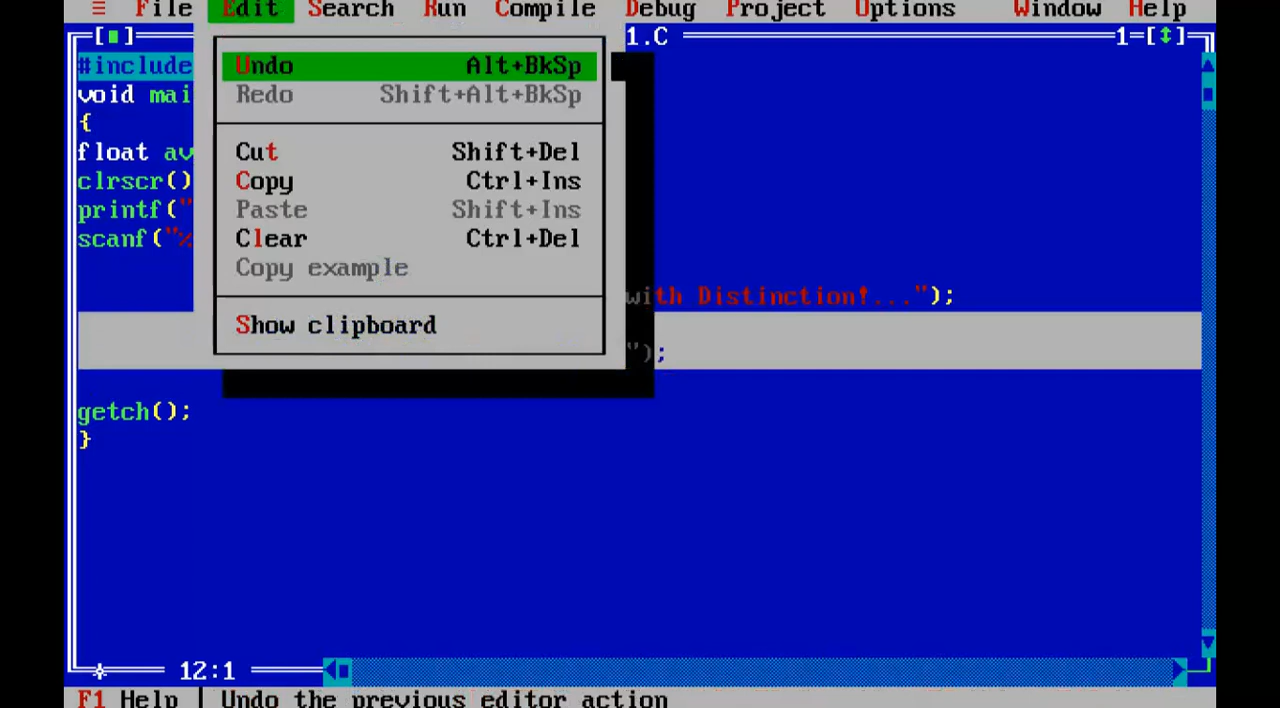 ≡ File Edit Search Run Compile Debug Project Options Window Help
[■] 1.C 1=[↕]
#include
void mai
{
float av
clrscr()
printf("
scanf("%
Undo Alt+BkSp
Redo Shift+Alt+BkSp
Cut Shift+Del
Copy Ctrl+Ins
Paste Shift+Ins
Clear Ctrl+Del
Copy example
Show clipboard
with Distinction!...");
");
getch();
}
12:1
F1 Help | Undo the previous editor action